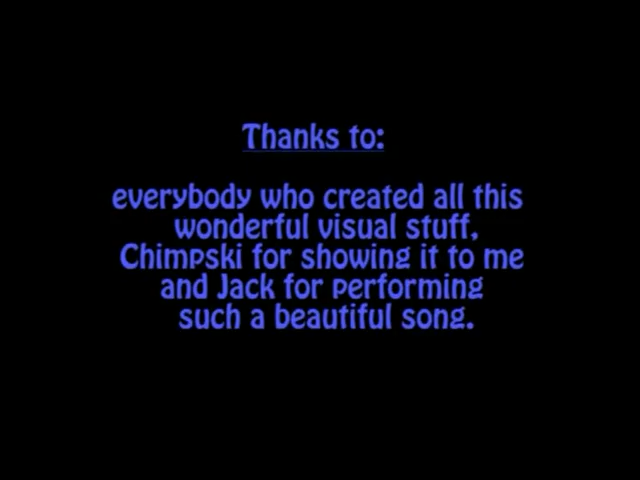 Thanks to:
everybody who created all this
wonderful visual stuff,
Chimpski for showing it to me
and Jack for performing
such a beautiful song.